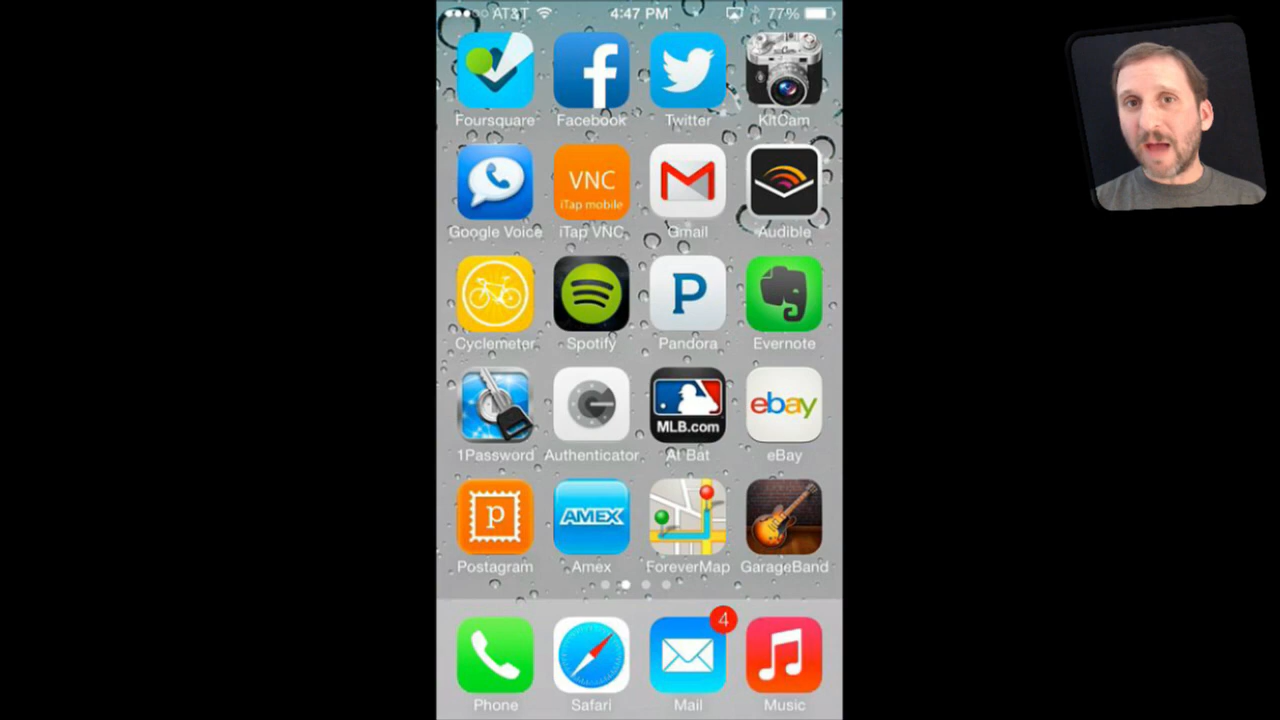 AT&T 4:47 PM 77%
Foursquare Facebook Twitter KitCam
VNC
iTap mobile
Google Voice iTap VNC Gmail Audible
P
Cyclemeter Spotify Pandora Evernote
MLB.com
ebay
1Password Authenticator At Bat eBay
p
AMEX
Postagram Amex ForeverMap GarageBand
4
Phone Safari Mail Music